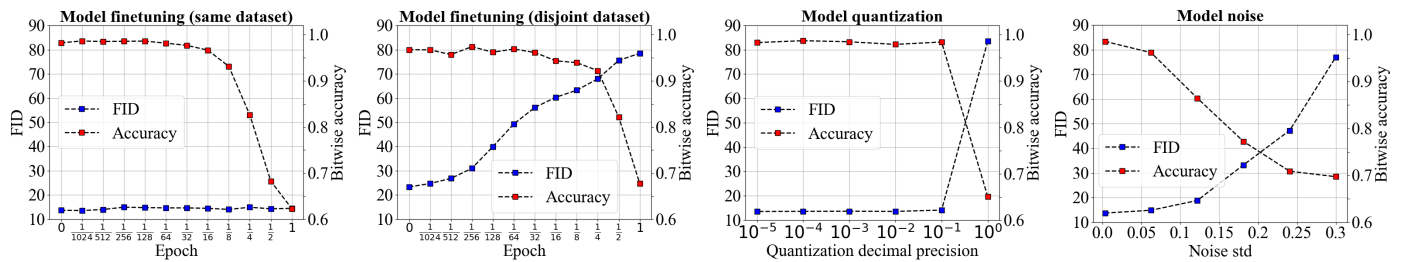 Model finetuning (same dataset)
90
80
70
60
50
40
30
20
10
FID
FID
Accuracy
1.0
0.9
0.8
0.7
0.6
Bitwise accuracy
0 1/1024 1/512 1/256 1/128 1/64 1/32 1/16 1/8 1/4 1/2 1
Epoch
Model finetuning (disjoint dataset)
90
80
70
60
50
40
30
20
10
FID
FID
Accuracy
1.0
0.9
0.8
0.7
0.6
Bitwise accuracy
0 1/1024 1/512 1/256 1/128 1/64 1/32 1/16 1/8 1/4 1/2 1
Epoch
Model quantization
90
80
70
60
50
40
30
20
10
FID
FID
Accuracy
1.0
0.9
0.8
0.7
0.6
Bitwise accuracy
10⁻⁵ 10⁻⁴ 10⁻³ 10⁻² 10⁻¹ 10⁰
Quantization decimal precision
Model noise
90
80
70
60
50
40
30
20
10
FID
FID
Accuracy
1.0
0.9
0.8
0.7
0.6
Bitwise accuracy
0.0 0.05 0.1 0.15 0.2 0.25 0.3
Noise std